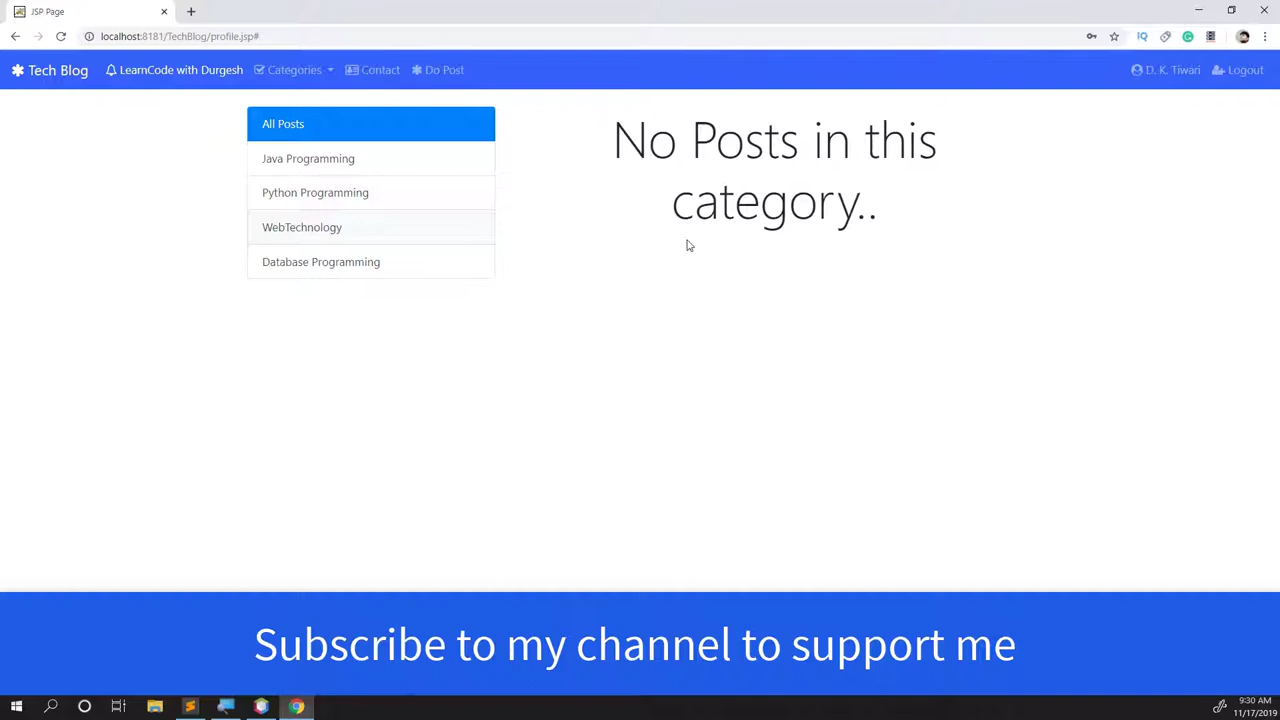 JSP Page
localhost:8181/TechBlog/profile.jsp#
Tech Blog LearnCode with Durgesh Categories Contact Do Post D. K. Tiwari Logout
All Posts
Java Programming
Python Programming
WebTechnology
Database Programming
No Posts in this
category..
Subscribe to my channel to support me
9:30 AM
11/17/2019